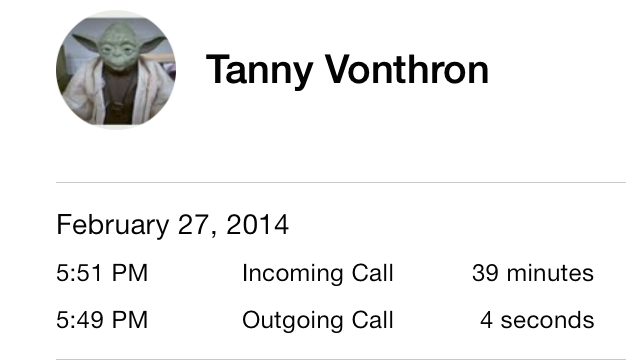 Tanny Vonthron
February 27, 2014
5:51 PM Incoming Call 39 minutes
5:49 PM Outgoing Call 4 seconds